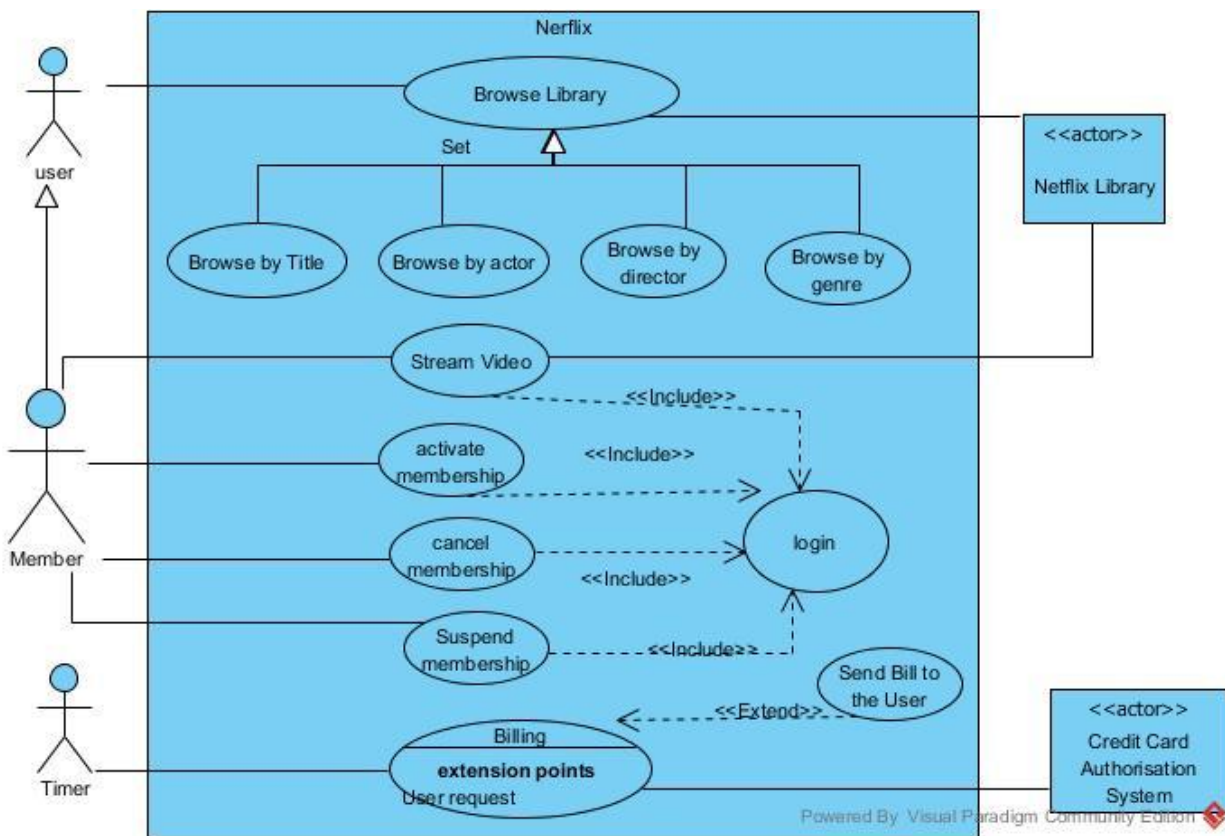 Nerflix
Browse Library
<<actor>>
Netflix Library
user
Set
Browse by Title
Browse by actor
Browse by
director
Browse by
genre
Stream Video
<<Include>>
activate
membership
<<Include>>
Member
cancel
membership
<<Include>>
login
Suspend
membership
<<Include>>
Send Bill to
the User
<<Extend>>
Timer
Billing
extension points
User request
<<actor>>
Credit Card
Authorisation
System
Powered By Visual Paradigm Community Edition